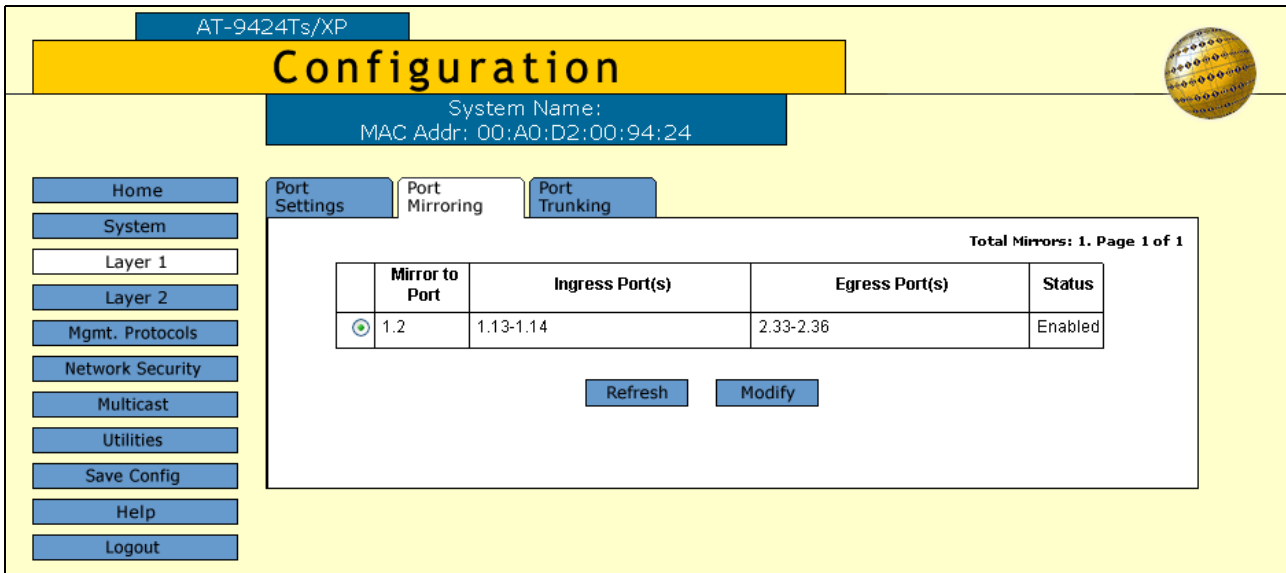 AT-9424Ts/XP
Configuration
System Name:
MAC Addr: 00:A0:D2:00:94:24
Home
System
Layer 1
Layer 2
Mgmt. Protocols
Network Security
Multicast
Utilities
Save Config
Help
Logout
Port Settings
Port Mirroring
Port Trunking
Total Mirrors: 1. Page 1 of 1
Mirror to Port Ingress Port(s) Egress Port(s) Status
1.2 1.13-1.14 2.33-2.36 Enabled
Refresh Modify